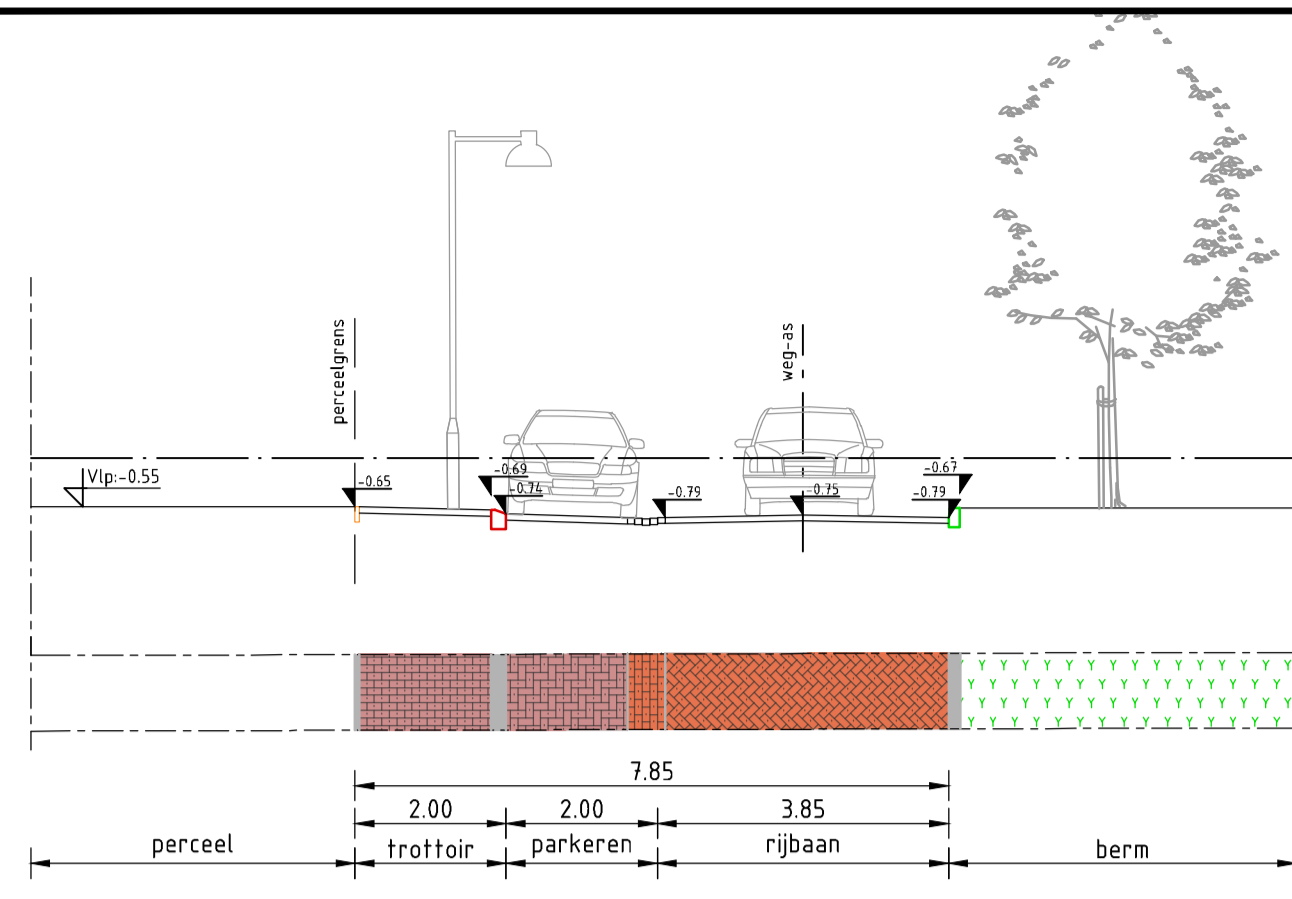 perceelgrens
weg-as
Vlp:-0.55
-0.65
-0.69
-0.74
-0.79
-0.75
-0.67
-0.79
7.85
2.00
2.00
3.85
perceel
trottoir
parkeren
rijbaan
berm